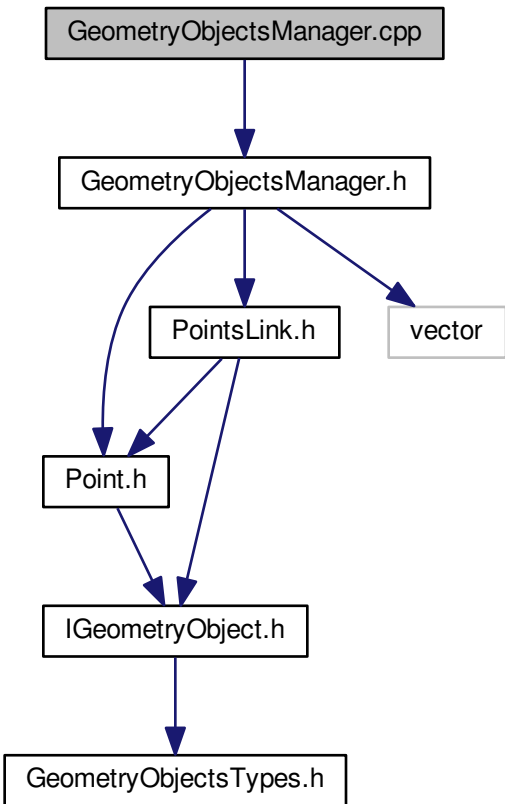 GeometryObjectsManager.cpp
GeometryObjectsManager.h
PointsLink.h
vector
Point.h
IGeometryObject.h
GeometryObjectsTypes.h